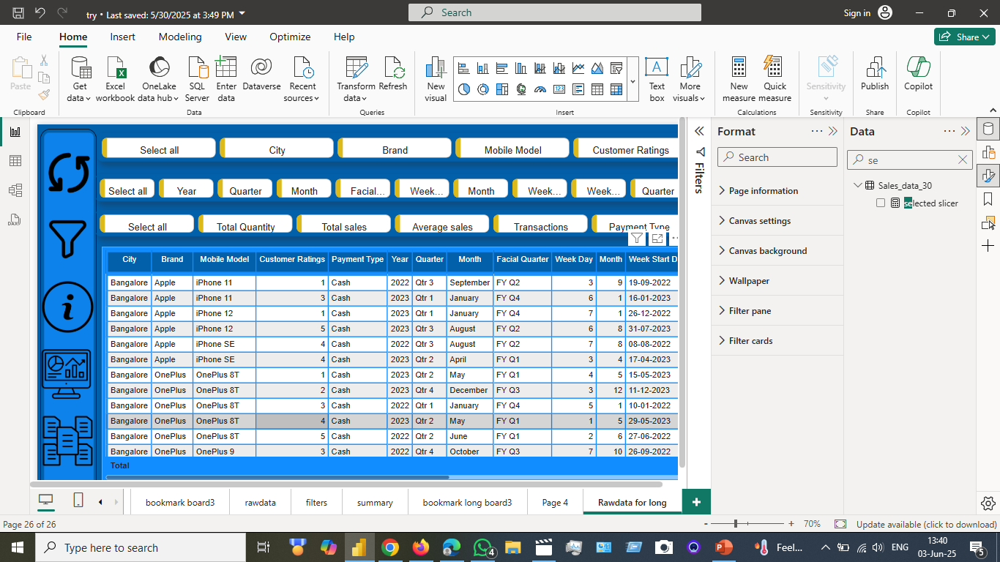 try • Last saved: 5/30/2025 at 3:49 PM
Search
Sign in
File Home Insert Modeling View Optimize Help
Share
Paste
Get data
Excel workbook
OneLake data hub
SQL Server
Enter data
Dataverse
Recent sources
Transform data
Refresh
New visual
123
A
Text box
More visuals
New measure
Quick measure
Sensitivity
Publish
Copilot
Clipboard Data Queries Insert Calculations Sensitivity Share Copilot
Select all City Brand Mobile Model Customer Ratings
Select all Year Quarter Month Facial... Week... Month Week... Week... Quarter
Select all Total Quantity Total sales Average sales Transactions Payment Type
City Brand Mobile Model Customer Ratings Payment Type Year Quarter Month Facial Quarter Week Day Month Week Start D
Bangalore Apple iPhone 11 1 Cash 2022 Qtr 3 September FY Q2 3 9 19-09-2022
Bangalore Apple iPhone 11 3 Cash 2023 Qtr 1 January FY Q4 6 1 16-01-2023
Bangalore Apple iPhone 12 1 Cash 2023 Qtr 1 January FY Q4 7 1 26-12-2022
Bangalore Apple iPhone 12 5 Cash 2023 Qtr 3 August FY Q2 6 8 31-07-2023
Bangalore Apple iPhone SE 4 Cash 2022 Qtr 3 August FY Q2 7 8 08-08-2022
Bangalore Apple iPhone SE 4 Cash 2023 Qtr 2 April FY Q1 3 4 17-04-2023
Bangalore OnePlus OnePlus 8T 1 Cash 2023 Qtr 2 May FY Q1 4 5 15-05-2023
Bangalore OnePlus OnePlus 8T 2 Cash 2023 Qtr 4 December FY Q3 3 12 11-12-2023
Bangalore OnePlus OnePlus 8T 3 Cash 2022 Qtr 1 January FY Q4 5 1 10-01-2022
Bangalore OnePlus OnePlus 8T 4 Cash 2023 Qtr 2 May FY Q1 1 5 29-05-2023
Bangalore OnePlus OnePlus 8T 5 Cash 2022 Qtr 2 June FY Q1 2 6 27-06-2022
Bangalore OnePlus OnePlus 9 3 Cash 2022 Qtr 4 October FY Q3 7 10 26-09-2022
Total
Filters
Format
Search
Page information
Canvas settings
Canvas background
Wallpaper
Filter pane
Filter cards
Data
se
Sales_data_30
selected slicer
bookmark board3 rawdata filters summary bookmark long board3 Page 4 Rawdata for long
Page 26 of 26
- + 70%
Update available (click to download)
Type here to search
4
Feel...
ENG
13:40
03-Jun-25
5